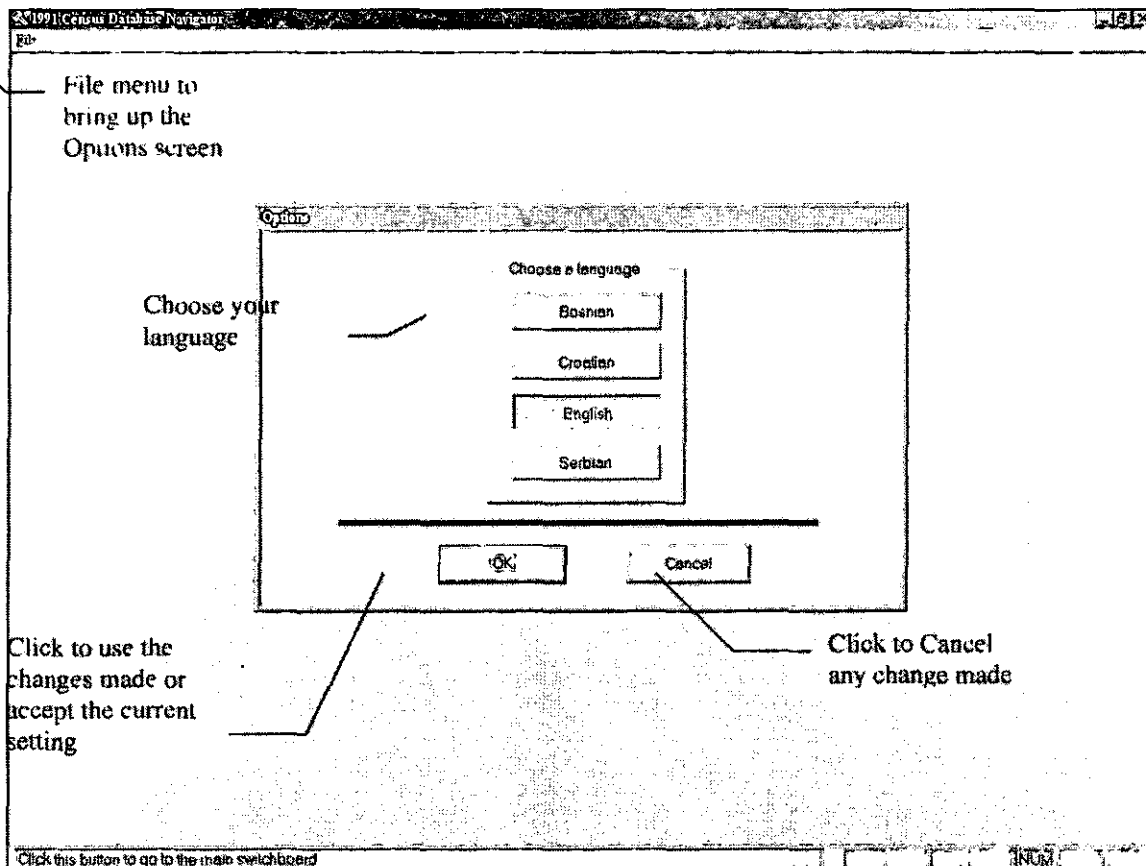 1991 Census Database Navigator
File
File menu to
bring up the
Options screen
Options
Choose a language
Choose your
language
Bosnian
Croatian
English
Serbian
OK
Cancel
Click to use the
changes made or
accept the current
setting
Click to Cancel
any change made
Click this button to go to the main switchboard
NUM